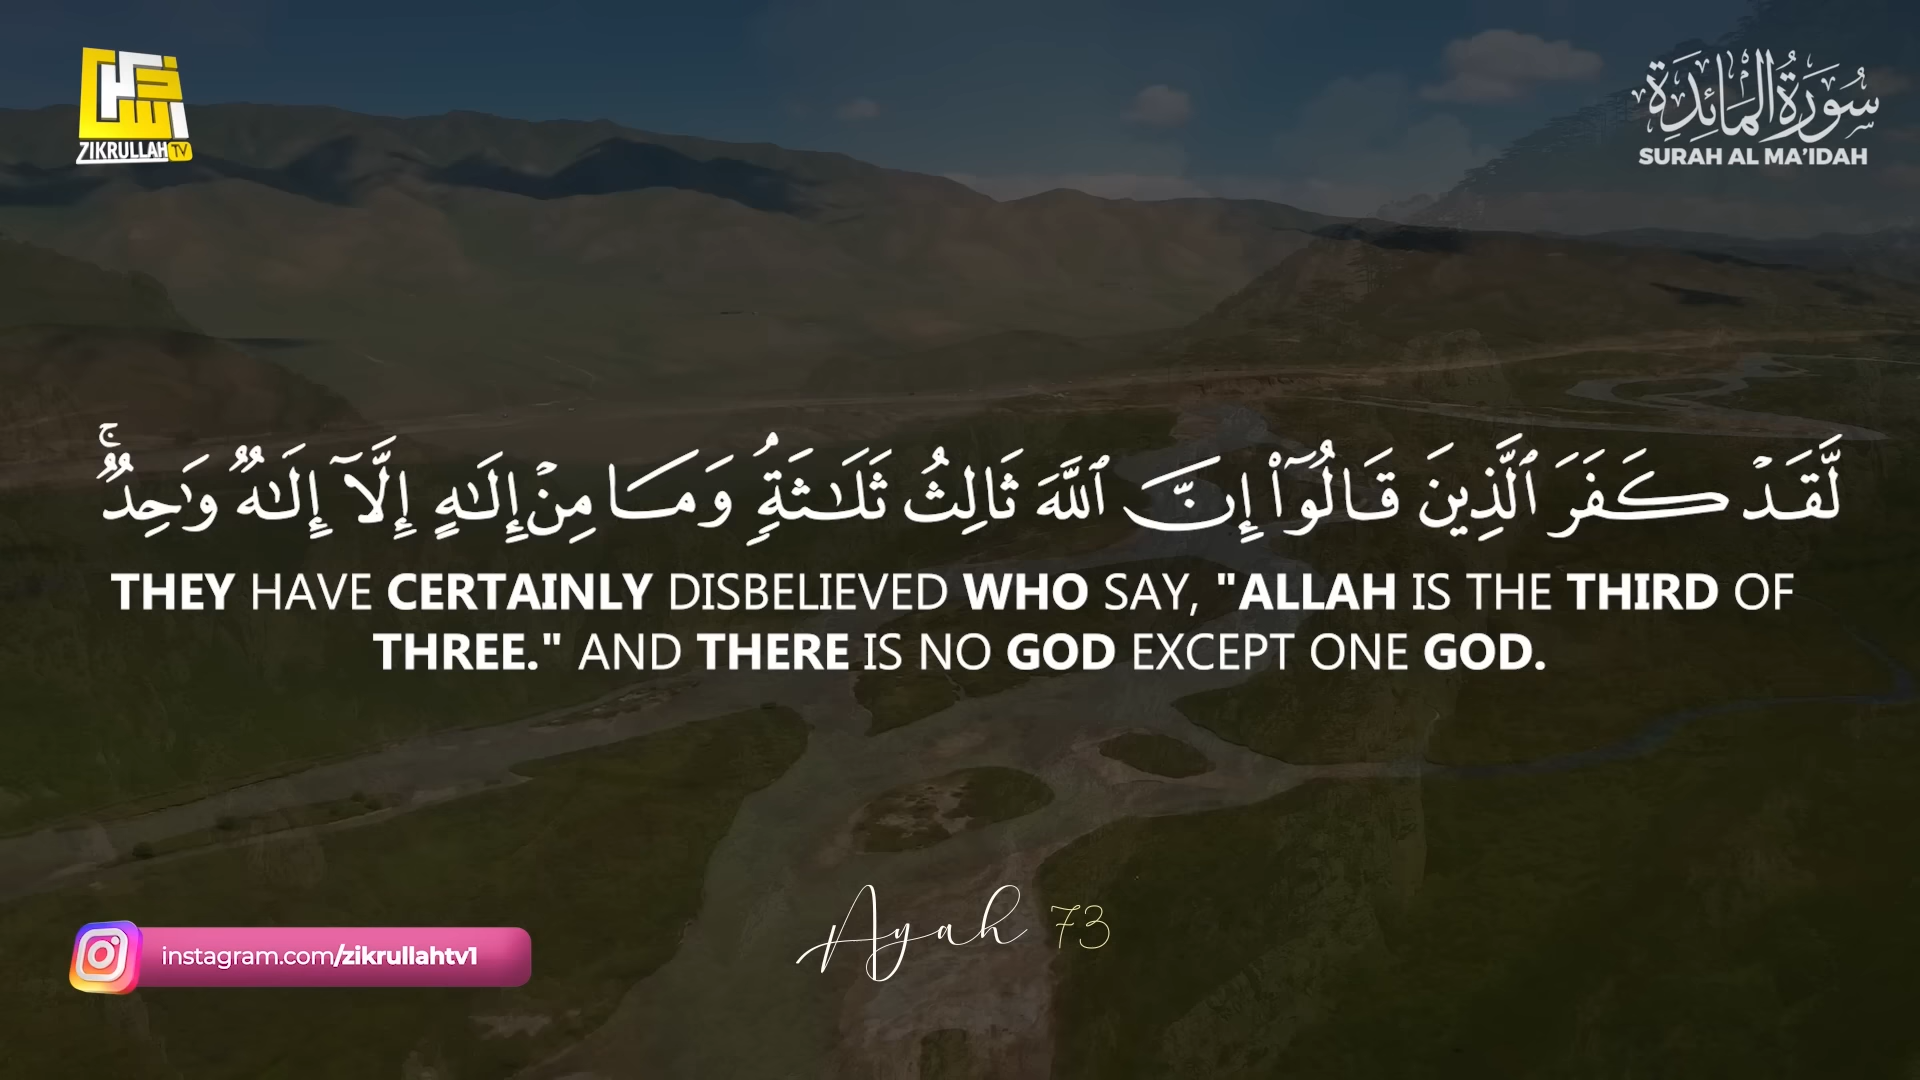 ZIKRULLAH TV
سُورَةُ المَائِدَةِ
SURAH AL MA'IDAH
لَّقَدۡ كَفَرَ ٱلَّذِينَ قَالُوٓاْ إِنَّ ٱللَّهَ ثَالِثُ ثَلَٰثَةٖۘ وَمَا مِنۡ إِلَٰهٍ إِلَّآ إِلَٰهٞ وَٰحِدٞۚ
THEY HAVE CERTAINLY DISBELIEVED WHO SAY, "ALLAH IS THE THIRD OF
THREE." AND THERE IS NO GOD EXCEPT ONE GOD.
Ayah 73
instagram.com/zikrullahtv1